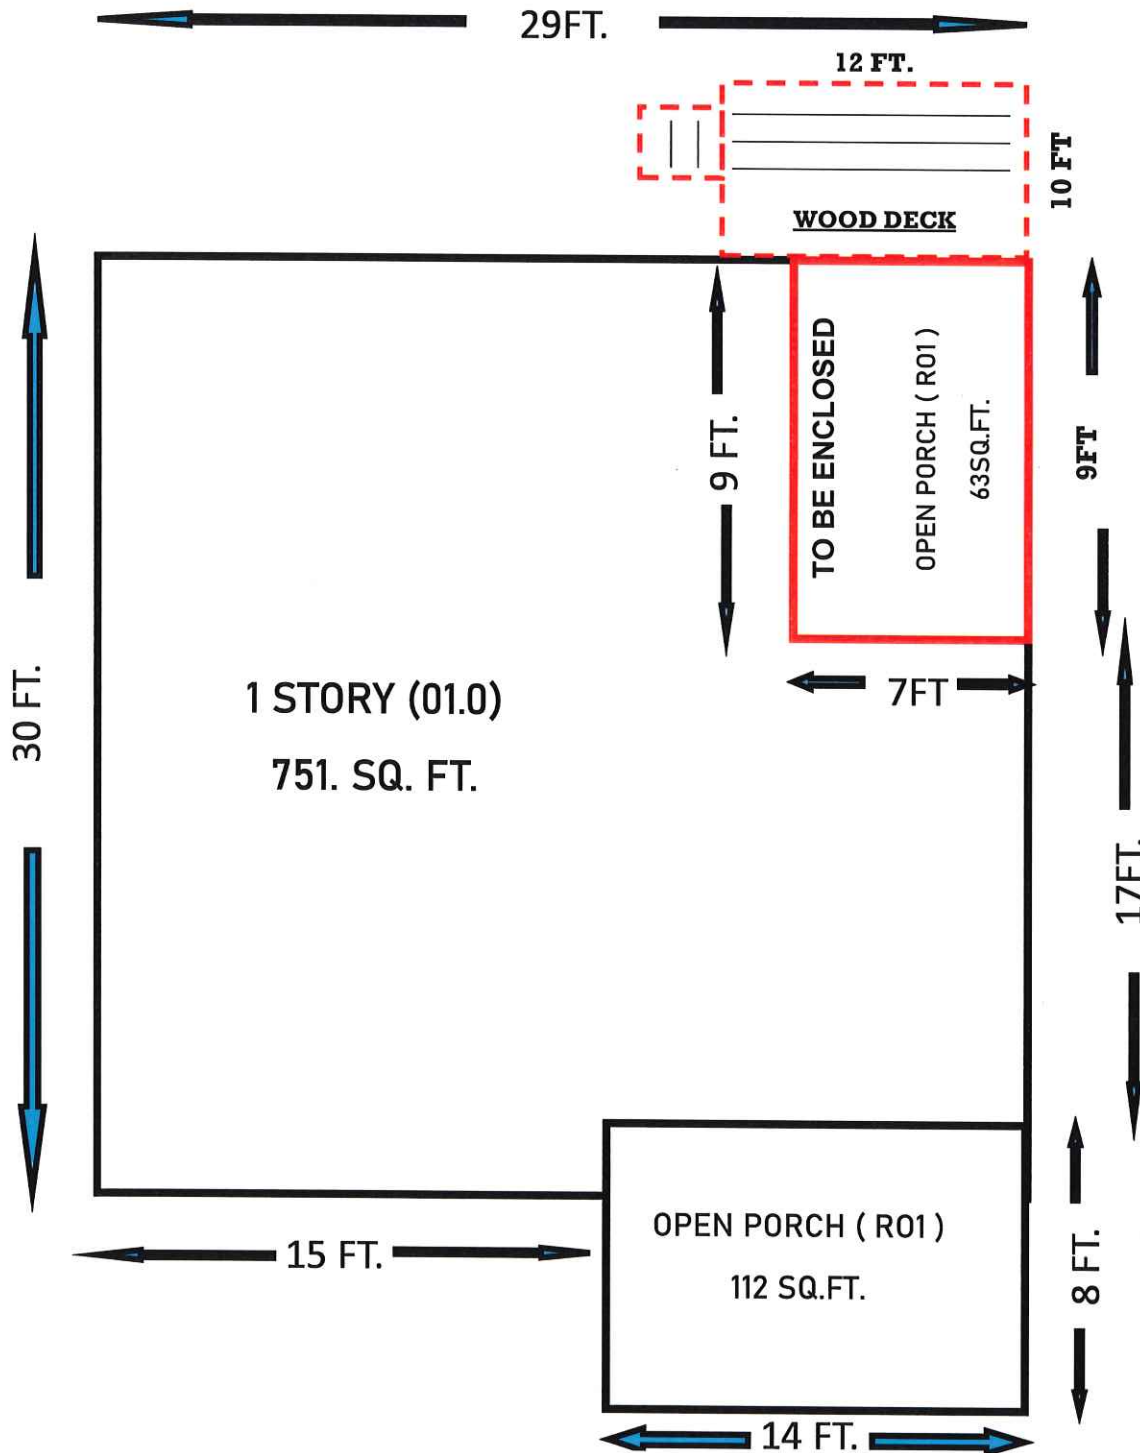 29FT.
12 FT.
10 FT
WOOD DECK
TO BE ENCLOSED
OPEN PORCH ( R01 )
63SQ.FT.
9 FT.
9FT
7FT
30 FT.
1 STORY (01.0)
751. SQ. FT.
17FT.
OPEN PORCH ( R01 )
112 SQ.FT.
15 FT.
8 FT.
14 FT.